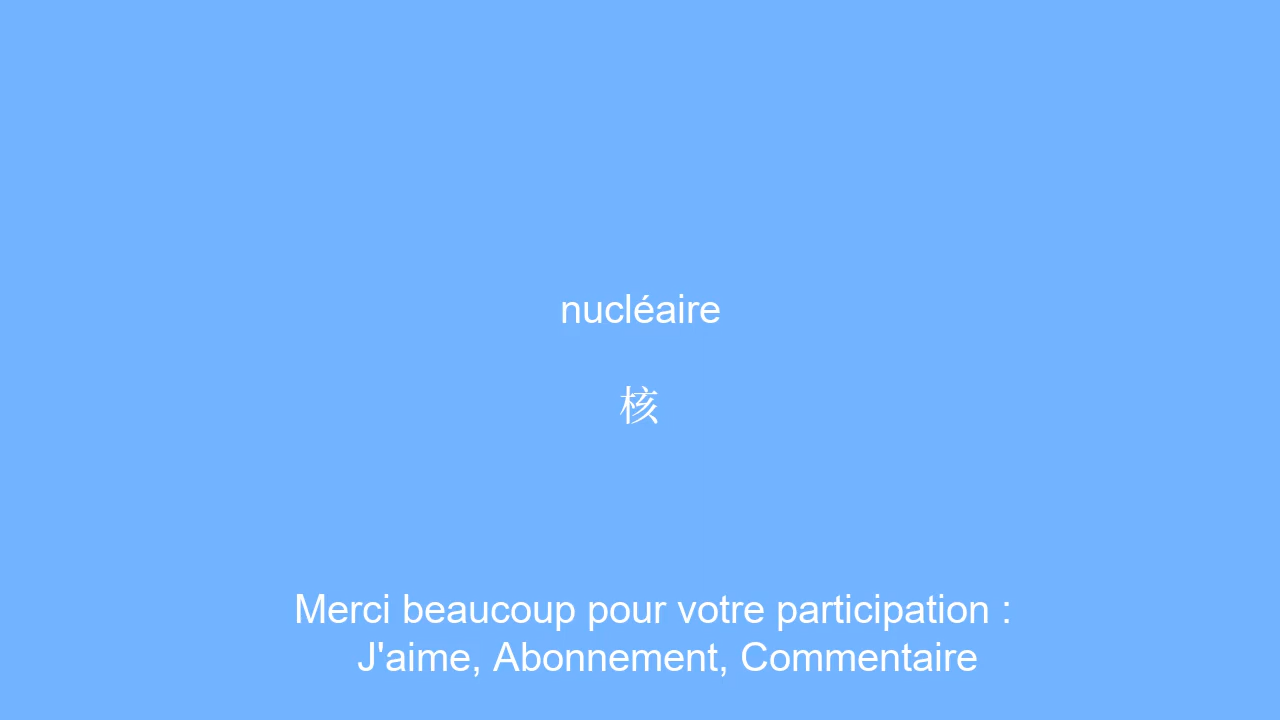 nucléaire
核
Merci beaucoup pour votre participation :
J'aime, Abonnement, Commentaire